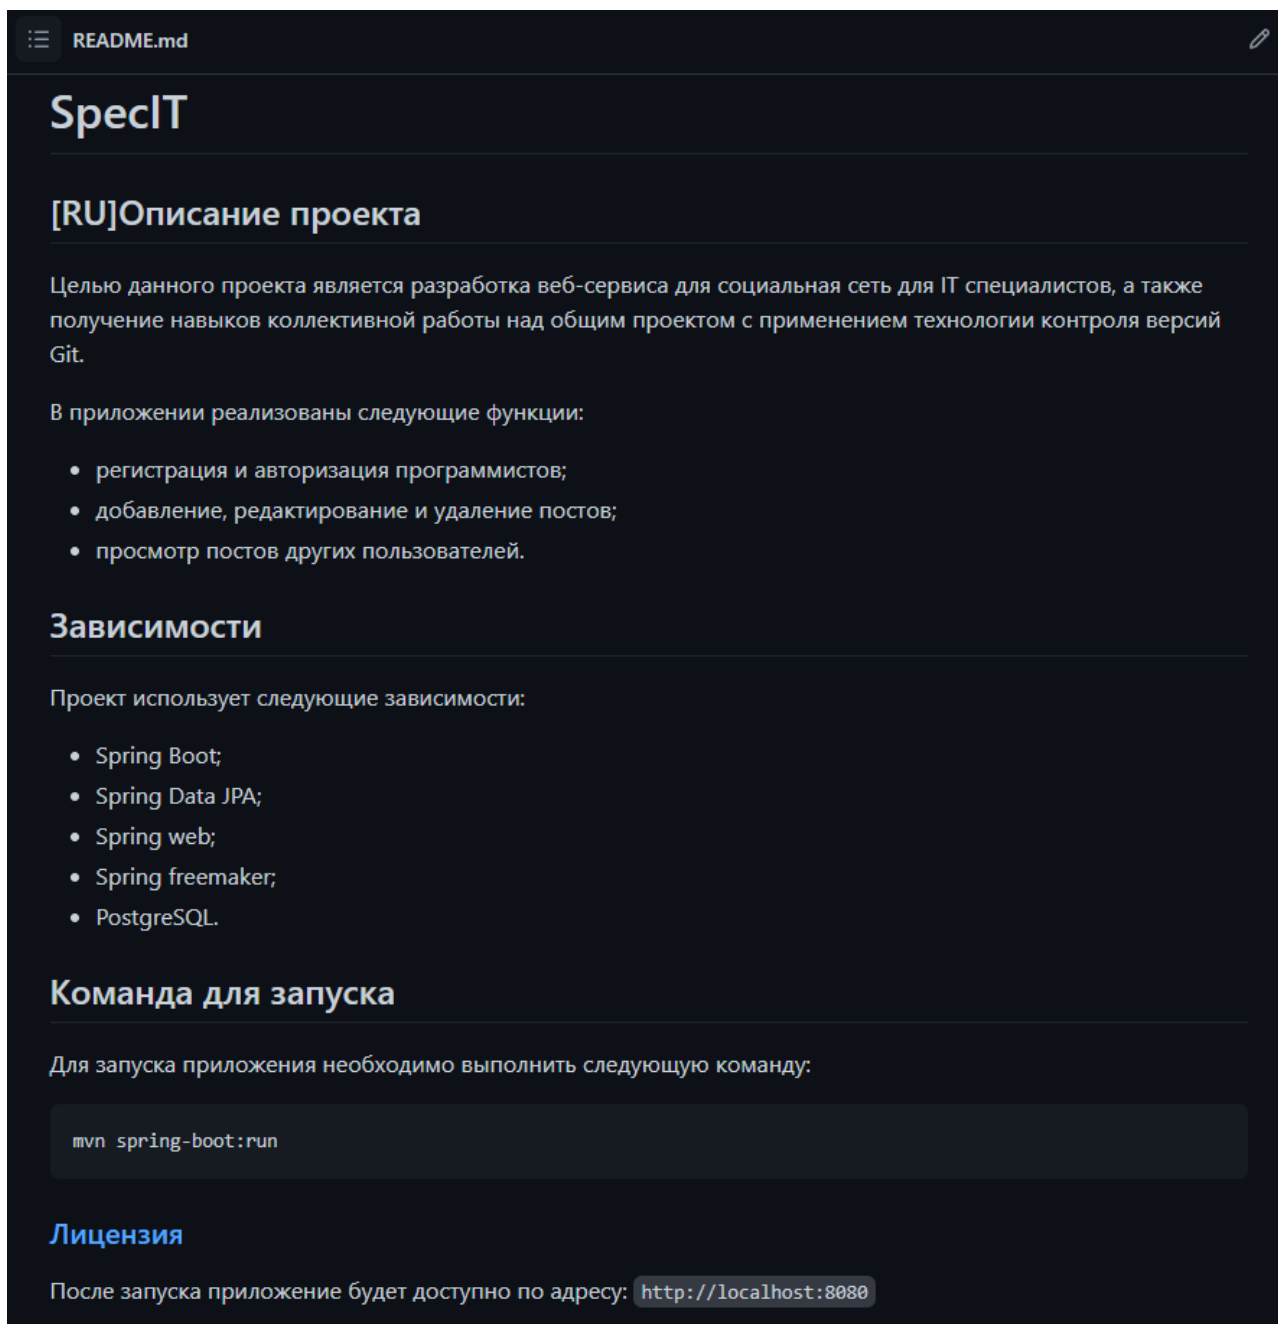 README.md
SpecIT
[RU]Описание проекта
Целью данного проекта является разработка веб-сервиса для социальная сеть для IT специалистов, а также
получение навыков коллективной работы над общим проектом с применением технологии контроля версий
Git.
В приложении реализованы следующие функции:
регистрация и авторизация программистов;
добавление, редактирование и удаление постов;
просмотр постов других пользователей.
Зависимости
Проект использует следующие зависимости:
Spring Boot;
Spring Data JPA;
Spring web;
Spring freemaker;
PostgreSQL.
Команда для запуска
Для запуска приложения необходимо выполнить следующую команду:
mvn spring-boot:run
Лицензия
После запуска приложение будет доступно по адресу: http://localhost:8080